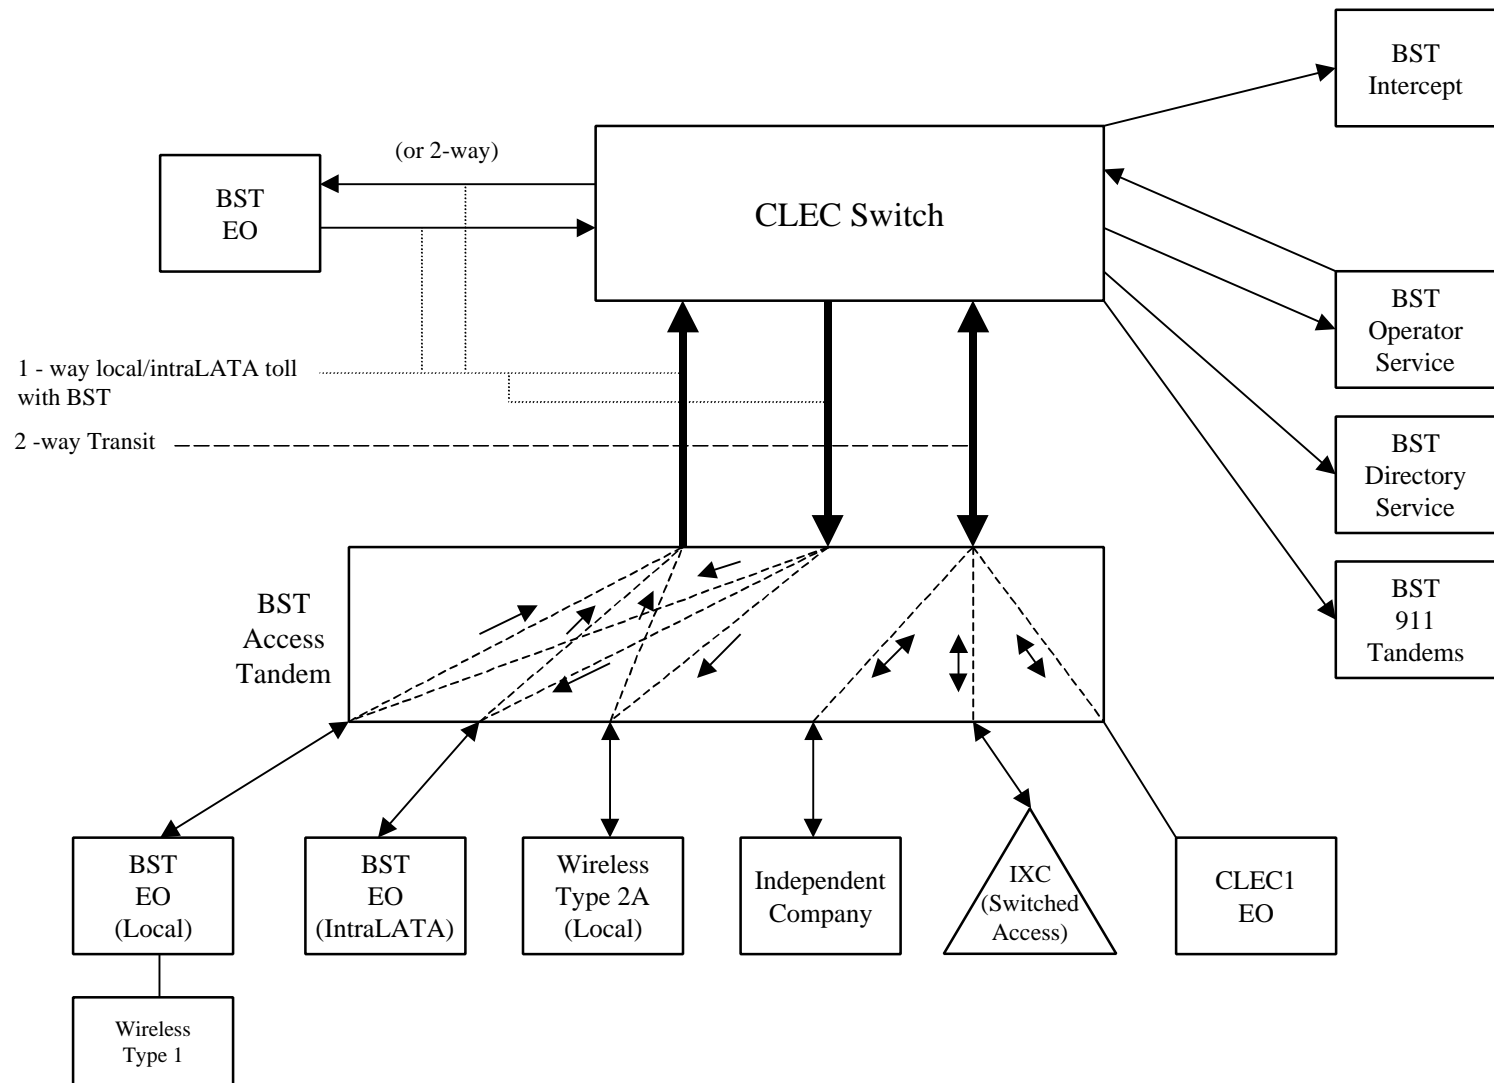 BST
Intercept
(or 2-way)
BST
EO
CLEC Switch
BST
Operator
Service
1 - way local/intraLATA toll
with BST
2 -way Transit
BST
Directory
Service
BST
Access
Tandem
BST
911
Tandems
BST
EO
(Local)
BST
EO
(IntraLATA)
Wireless
Type 2A
(Local)
Independent
Company
IXC
(Switched
Access)
CLEC1
EO
Wireless
Type 1